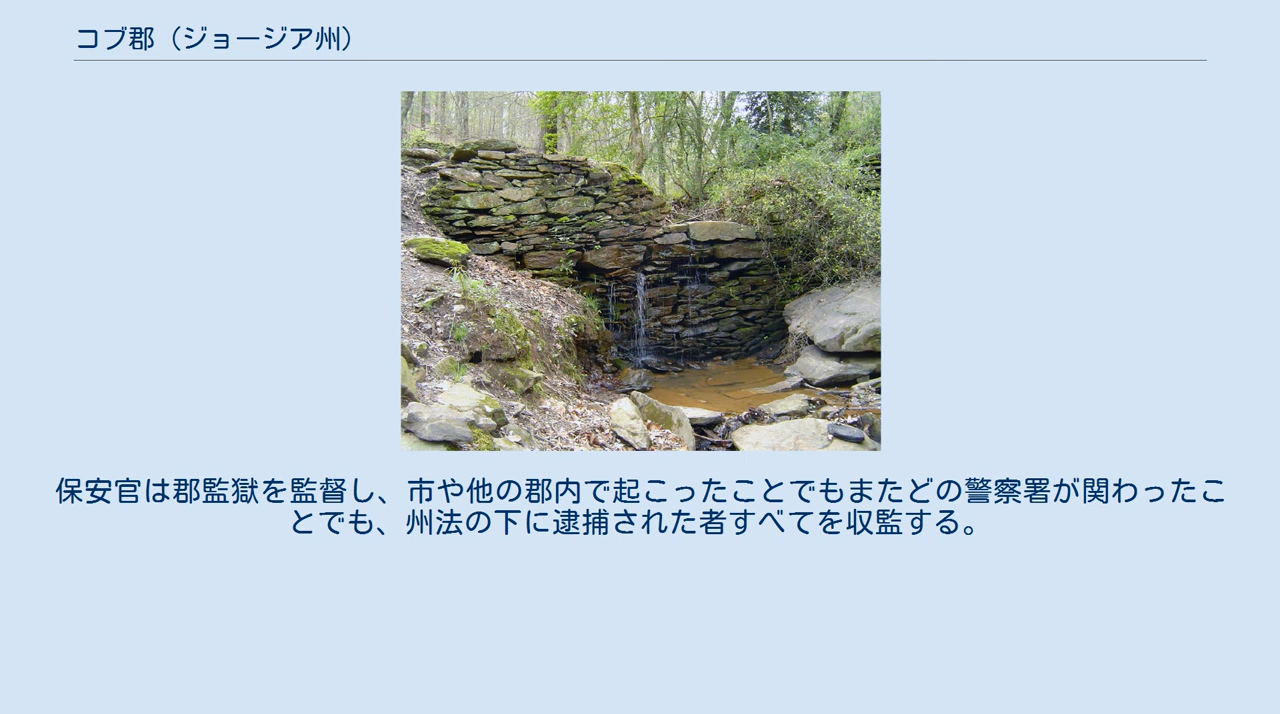 コブ郡（ジョージア州）
保安官は郡監獄を監督し、市や他の郡内で起こったことでもまたどの警察署が関わったこ
とでも、州法の下に逮捕された者すべてを収監する。